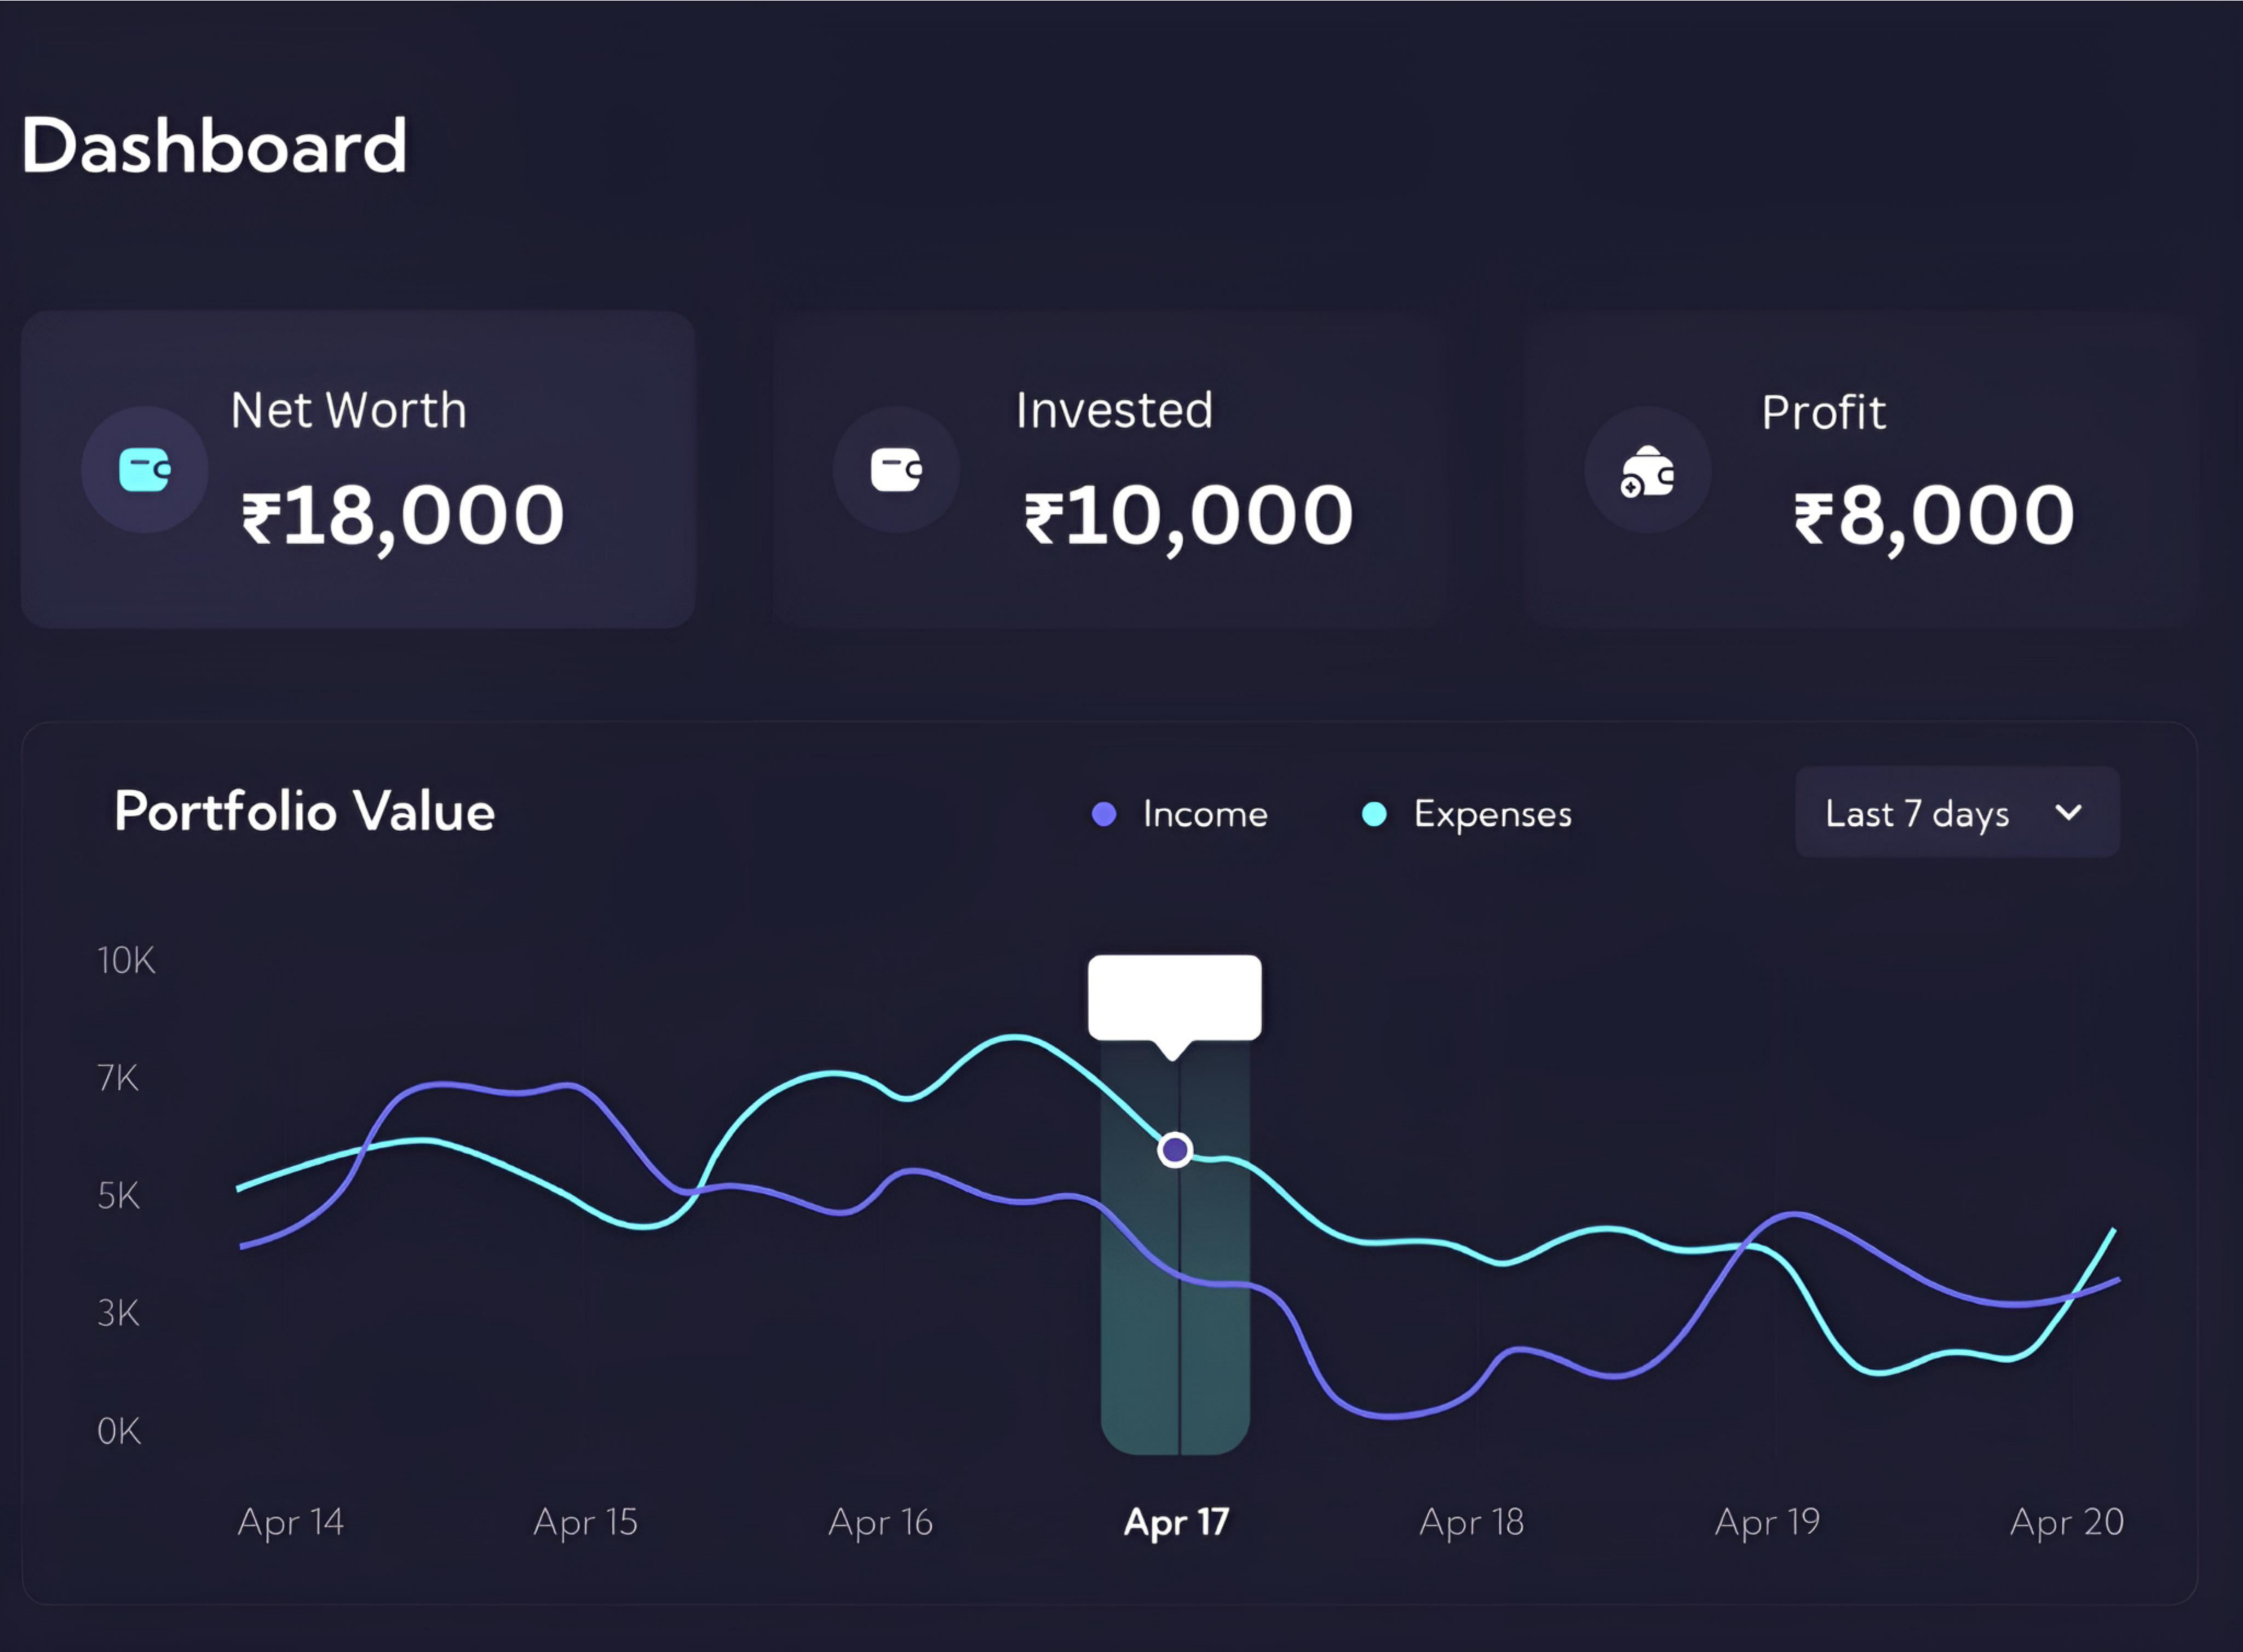 Dashboard
Net Worth
₹18,000
Invested
₹10,000
Profit
₹8,000
Portfolio Value
Income
Expenses
Last 7 days
10K
7K
5K
3K
0K
Apr 14
Apr 15
Apr 16
Apr 17
Apr 18
Apr 19
Apr 20